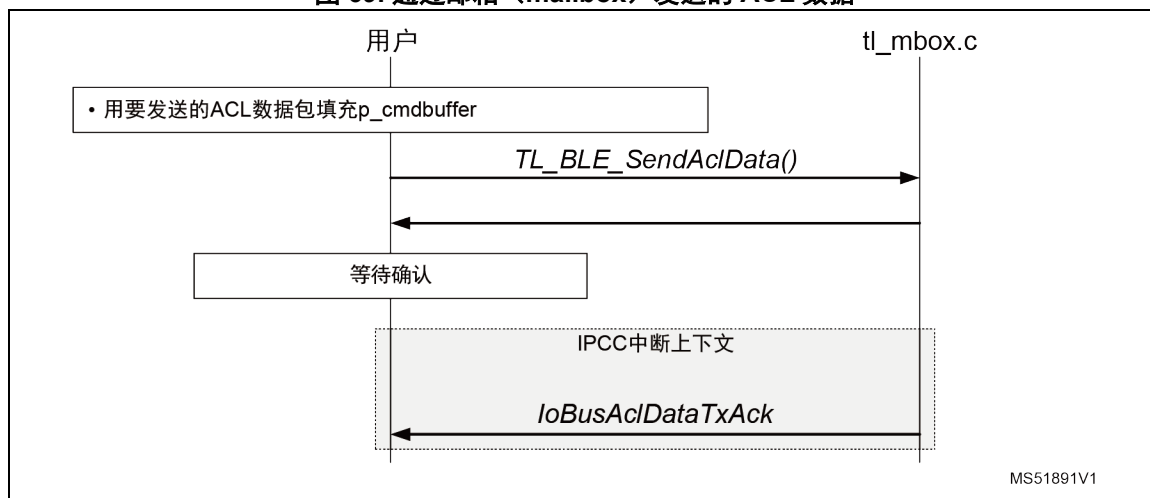 用户
tl_mbox.c
• 用要发送的ACL数据包填充p_cmdbuffer
TL_BLE_SendAclData()
等待确认
IPCC中断上下文
IoBusAclDataTxAck
MS51891V1